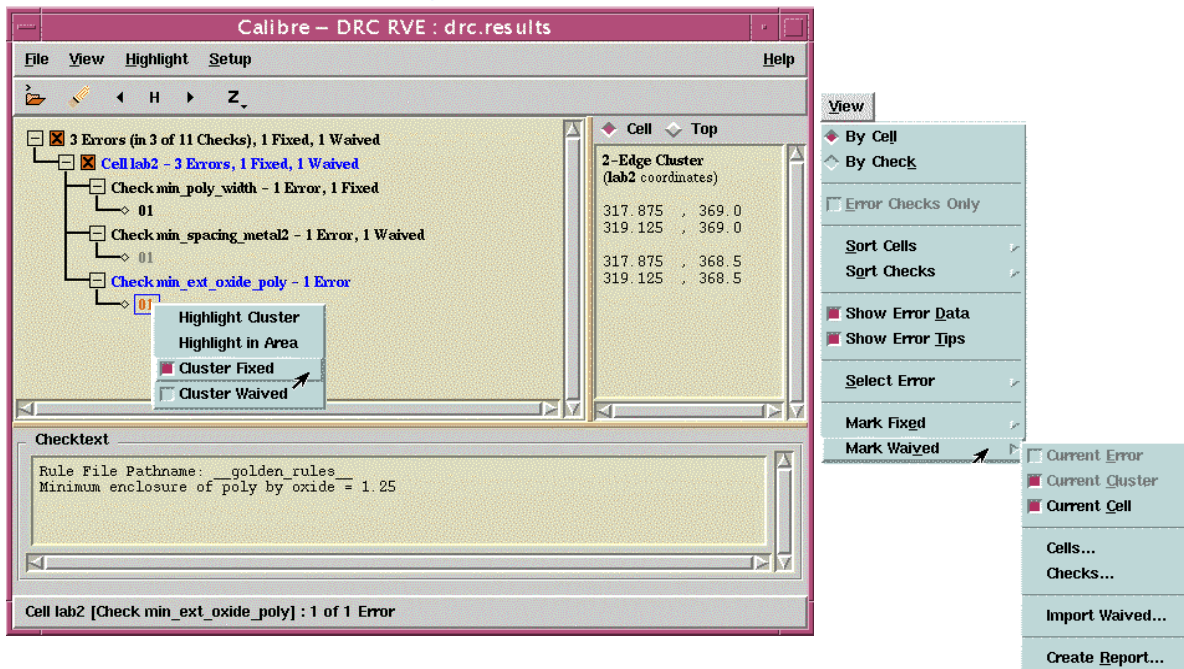 Calibre – DRC RVE : drc.results
File View Highlight Setup Help
H Z
3 Errors (in 3 of 11 Checks), 1 Fixed, 1 Waived
Cell lab2 – 3 Errors, 1 Fixed, 1 Waived
Check min_poly_width – 1 Error, 1 Fixed
01
Check min_spacing_metal2 – 1 Error, 1 Waived
01
Check min_ext_oxide_poly – 1 Error
01
Highlight Cluster
Highlight in Area
Cluster Fixed
Cluster Waived
Cell Top
2-Edge Cluster
(lab2 coordinates)
317.875 , 369.0
319.125 , 369.0
317.875 , 368.5
319.125 , 368.5
Checktext
Rule File Pathname: __golden_rules__
Minimum enclosure of poly by oxide = 1.25
Cell lab2 [Check min_ext_oxide_poly] : 1 of 1 Error
View
By Cell
By Check
Error Checks Only
Sort Cells
Sort Checks
Show Error Data
Show Error Tips
Select Error
Mark Fixed
Mark Waived
Current Error
Current Cluster
Current Cell
Cells...
Checks...
Import Waived...
Create Report...